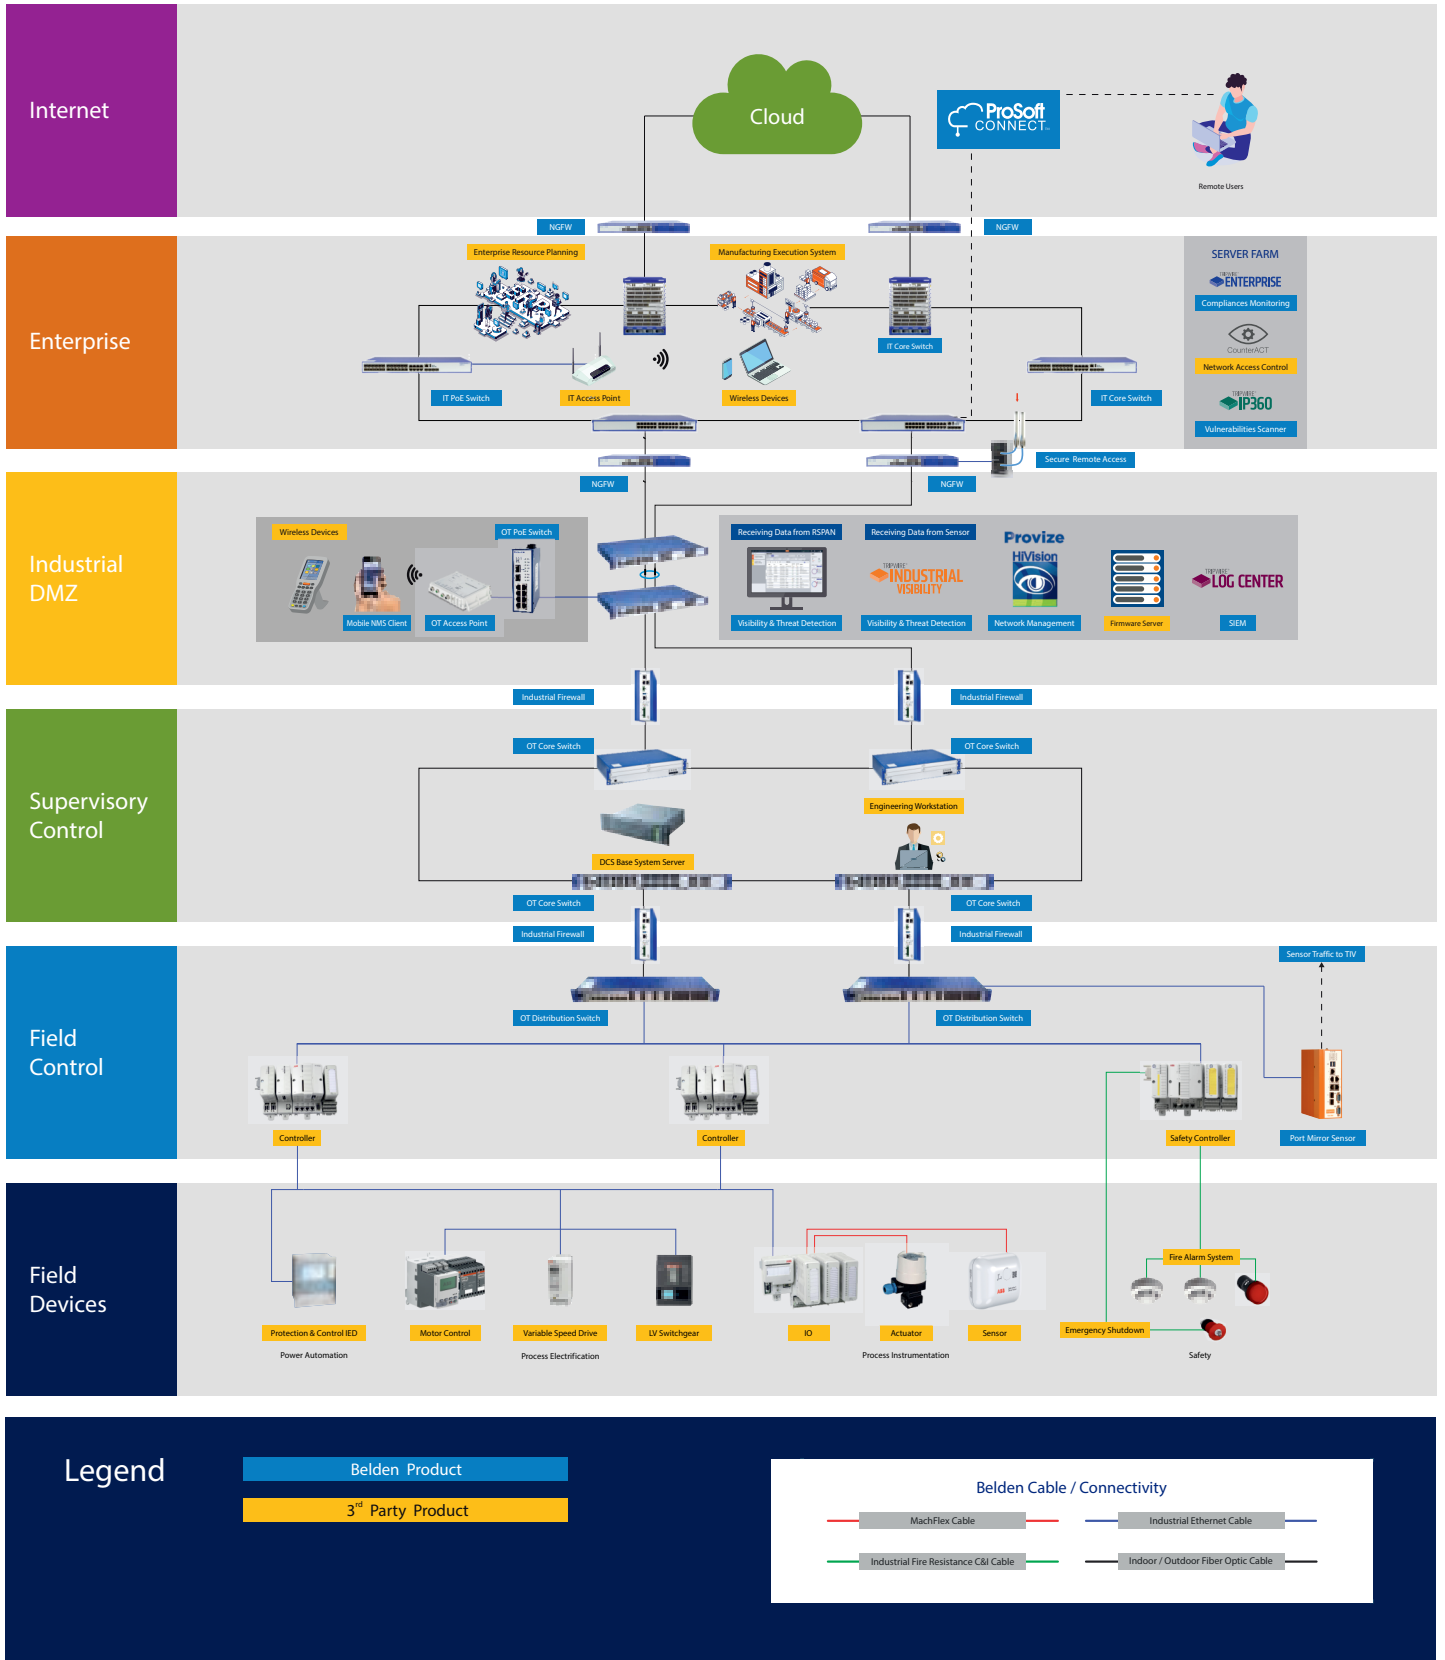 Internet
Cloud
ProSoft
CONNECT
Remote Users
NGFW
NGFW
Enterprise
Enterprise Resource Planning
Manufacturing Execution System
IT Core Switch
IT PoE Switch
IT Access Point
Wireless Devices
IT Core Switch
SERVER FARM
TRIPWIRE
ENTERPRISE
Compliances Monitoring
CounterACT
Network Access Control
TRIPWIRE
IP360
Vulnerabilities Scanner
Secure Remote Access
NGFW
NGFW
Industrial
DMZ
Wireless Devices
OT PoE Switch
Mobile NMS Client
OT Access Point
Receiving Data from RSPAN
Receiving Data from Sensor
Provize
HiVision
TRIPWIRE
INDUSTRIAL
VISIBILITY
TRIPWIRE
LOG CENTER
Visibility & Threat Detection
Visibility & Threat Detection
Network Management
Firmware Server
SIEM
Industrial Firewall
Industrial Firewall
Supervisory
Control
OT Core Switch
OT Core Switch
Engineering Workstation
DCS Base System Server
OT Core Switch
OT Core Switch
Industrial Firewall
Industrial Firewall
Field
Control
Sensor Traffic to TIV
OT Distribution Switch
OT Distribution Switch
Controller
Controller
Safety Controller
Port Mirror Sensor
Field
Devices
Fire Alarm System
ABB
Protection & Control IED
Motor Control
Variable Speed Drive
LV Switchgear
IO
Actuator
Sensor
Emergency Shutdown
Power Automation
Process Electrification
Process Instrumentation
Safety
Legend
Belden Product
3rd Party Product
Belden Cable / Connectivity
MachFlex Cable
Industrial Ethernet Cable
Industrial Fire Resistance C&I Cable
Indoor / Outdoor Fiber Optic Cable